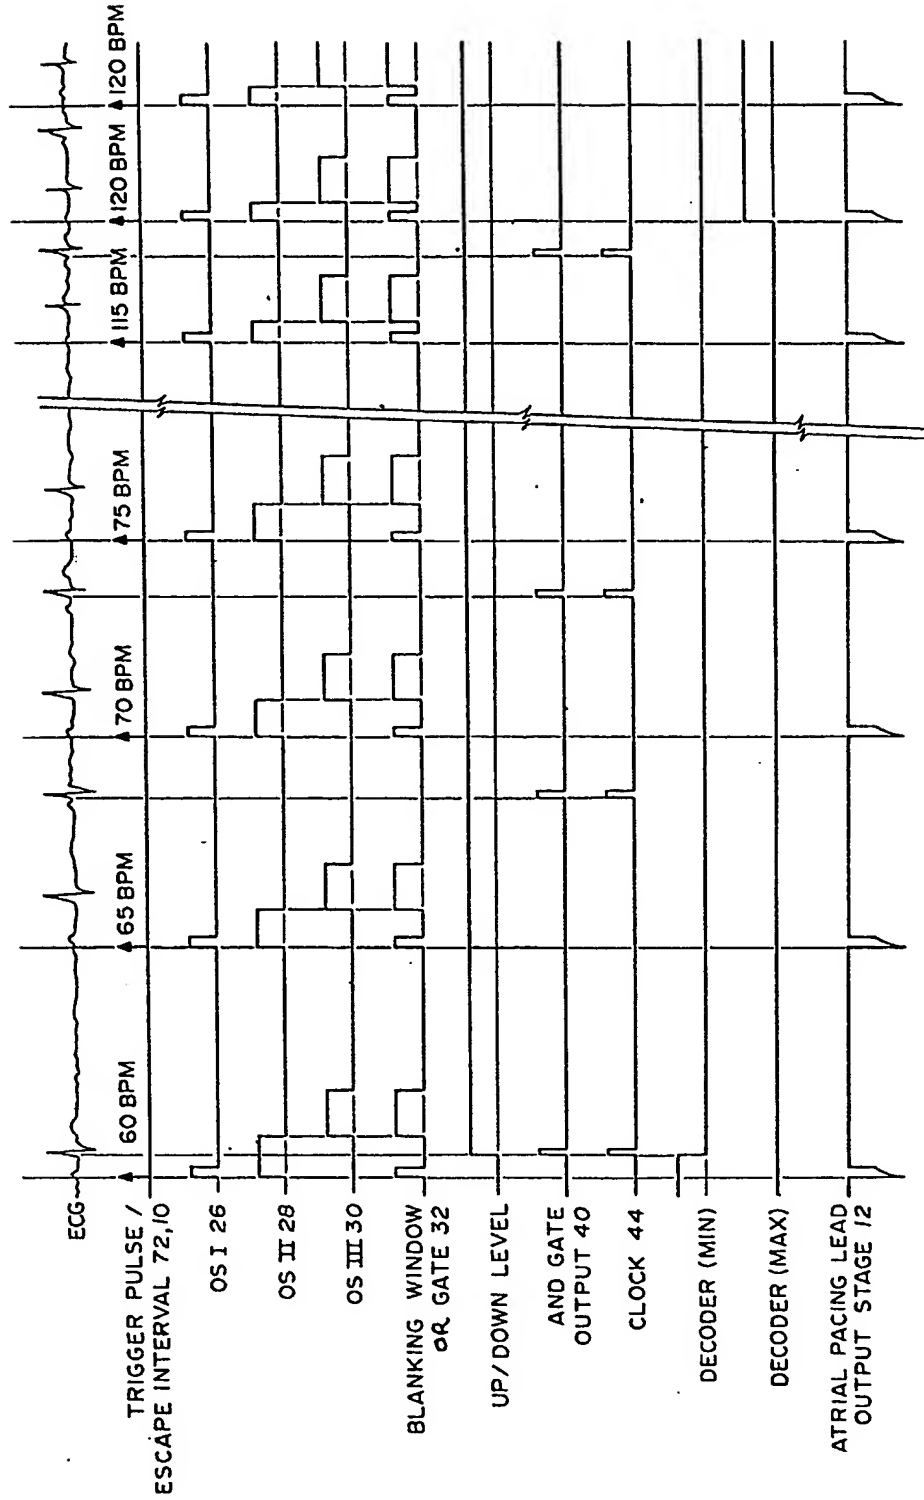 ECG
TRIGGER PULSE /
ESCAPE INTERVAL 72,10
60 BPM
65 BPM
70 BPM
75 BPM
115 BPM
120 BPM
120 BPM
OS I 26
OS II 28
OS III 30
BLANKING WINDOW
OR GATE 32
UP/DOWN LEVEL
AND GATE
OUTPUT 40
CLOCK 44
DECODER (MIN)
DECODER (MAX)
ATRIAL PACING LEAD
OUTPUT STAGE 12